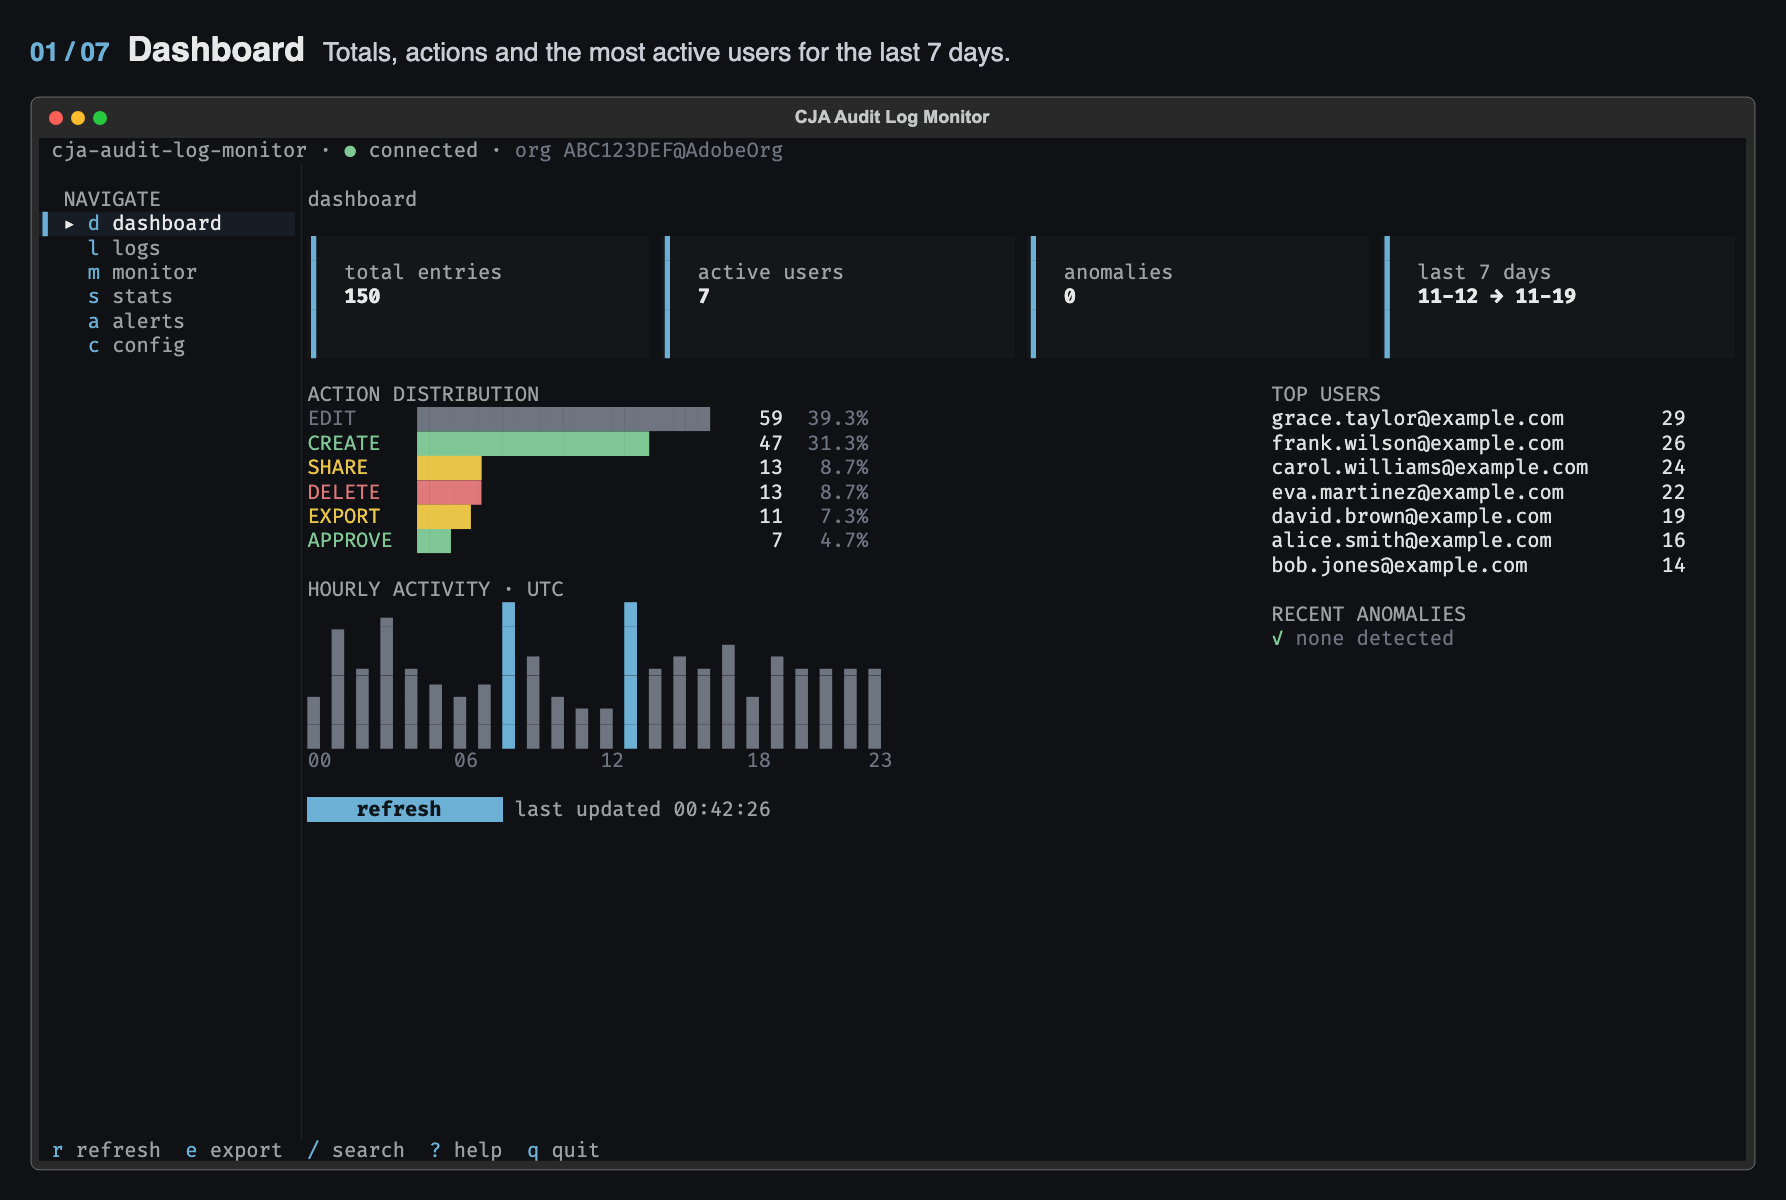 01 / 07 Dashboard Totals, actions and the most active users for the last 7 days.
CJA Audit Log Monitor
cja-audit-log-monitor · ● connected · org ABC123DEF@AdobeOrg
NAVIGATE
▸ d dashboard
l logs
m monitor
s stats
a alerts
c config
dashboard
total entries
150
active users
7
anomalies
0
last 7 days
11-12 → 11-19
ACTION DISTRIBUTION
EDIT 59 39.3%
CREATE 47 31.3%
SHARE 13 8.7%
DELETE 13 8.7%
EXPORT 11 7.3%
APPROVE 7 4.7%
HOURLY ACTIVITY · UTC
00 06 12 18 23
refresh last updated 00:42:26
TOP USERS
grace.taylor@example.com 29
frank.wilson@example.com 26
carol.williams@example.com 24
eva.martinez@example.com 22
david.brown@example.com 19
alice.smith@example.com 16
bob.jones@example.com 14
RECENT ANOMALIES
√ none detected
r refresh e export / search ? help q quit